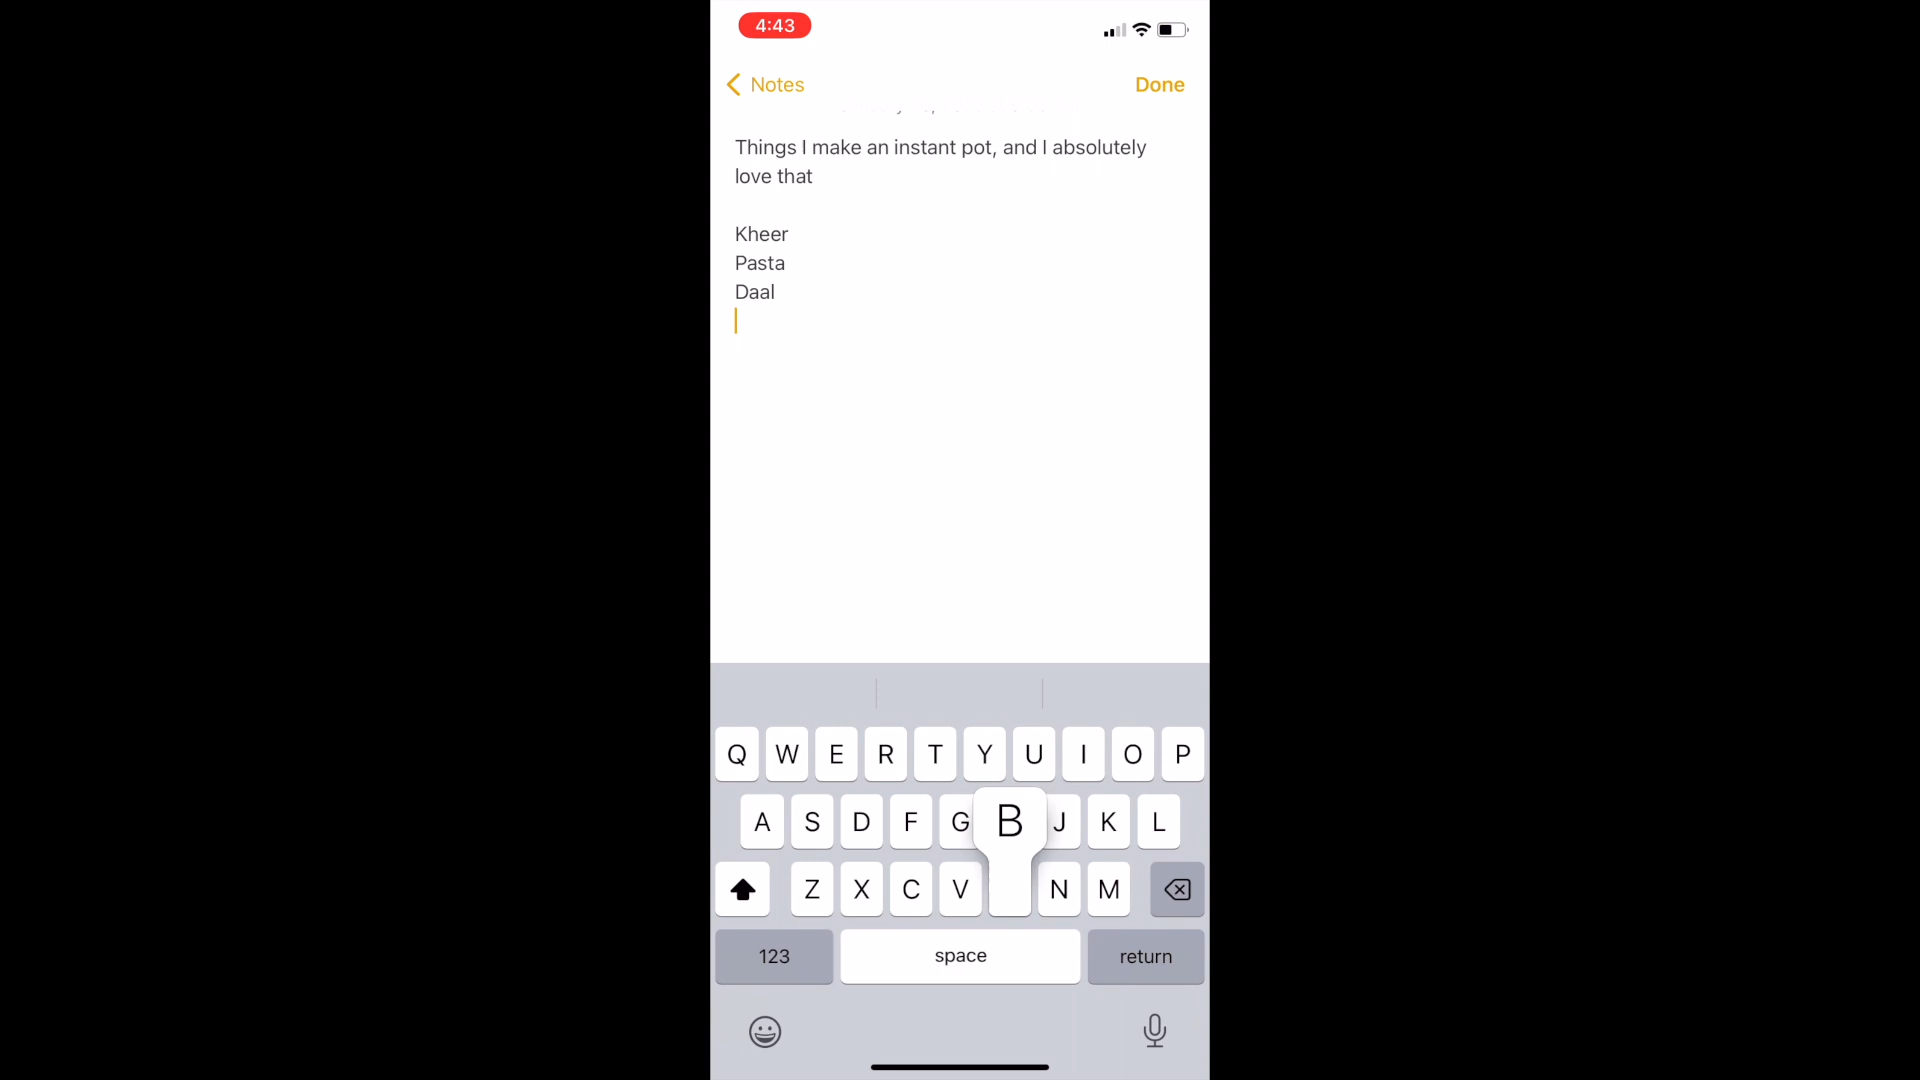 4:43
Notes
Done
Things I make an instant pot, and I absolutely
love that
Kheer
Pasta
Daal
Q W E R T Y U I O P
A S D F G B J K L
Z X C V N M
123 space return